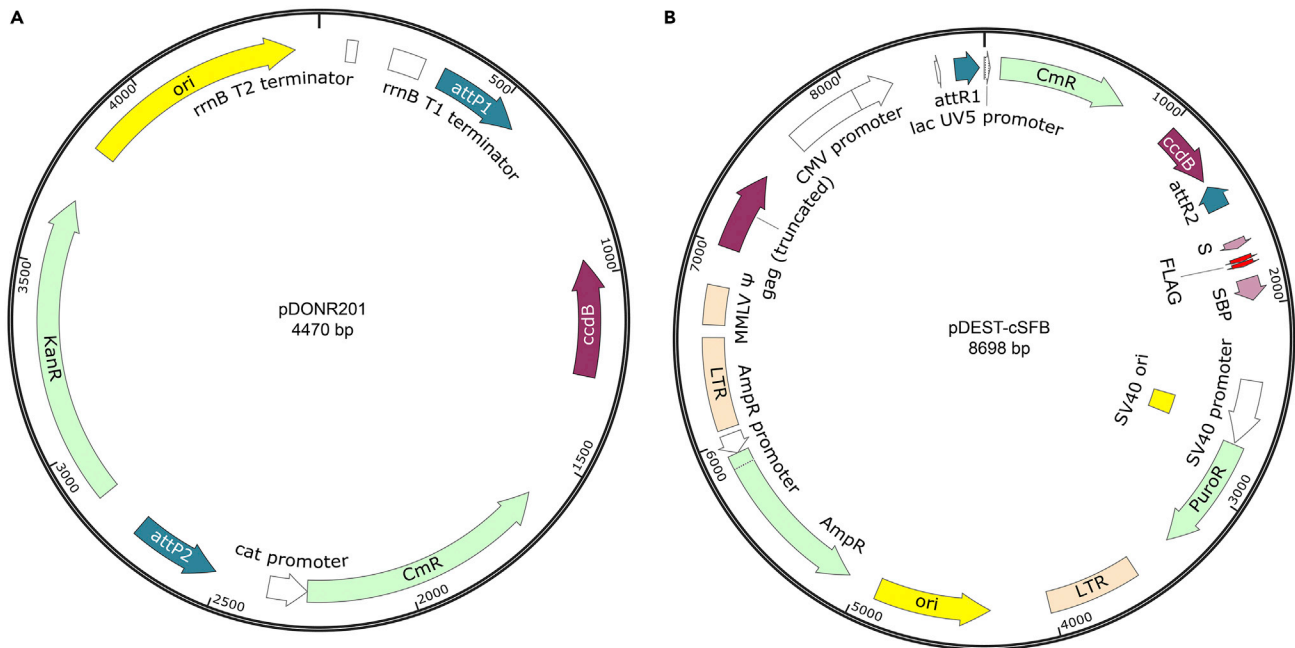 A
ori
rrnB T2 terminator
rrnB T1 terminator
attP1
500
1000
ccdB
1500
CmR
2000
cat promoter
2500
attP2
3000
KanR
3500
4000
pDONR201
4470 bp
B
attR1
lac UV5 promoter
CmR
1000
ccdB
attR2
S
FLAG
SBP
2000
SV40 promoter
SV40 ori
PuroR
3000
LTR
4000
ori
5000
AmpR
AmpR promoter
6000
LTR
MMLV Ψ
gag (truncated)
7000
CMV promoter
8000
pDEST-cSFB
8698 bp